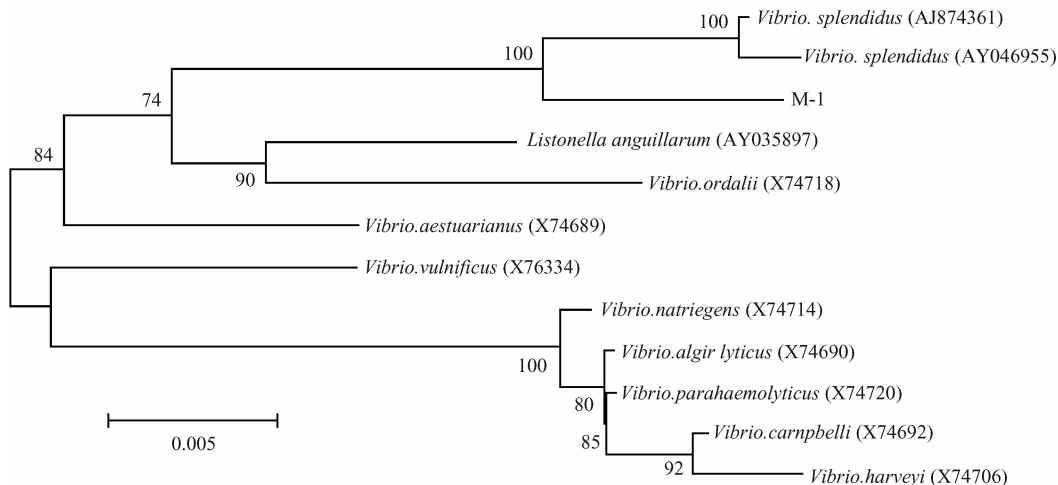 100
Vibrio. splendidus (AJ874361)
100
Vibrio. splendidus (AY046955)
74
M-1
84
Listonella anguillarum (AY035897)
90
Vibrio.ordalii (X74718)
Vibrio.aestuarianus (X74689)
Vibrio.vulnificus (X76334)
Vibrio.natriegens (X74714)
100
Vibrio.algir lyticus (X74690)
80
Vibrio.parahaemolyticus (X74720)
85
Vibrio.carnpbelli (X74692)
92
Vibrio.harveyi (X74706)
0.005